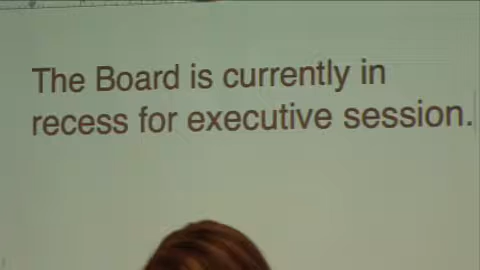 The Board is currently in
recess for executive session.